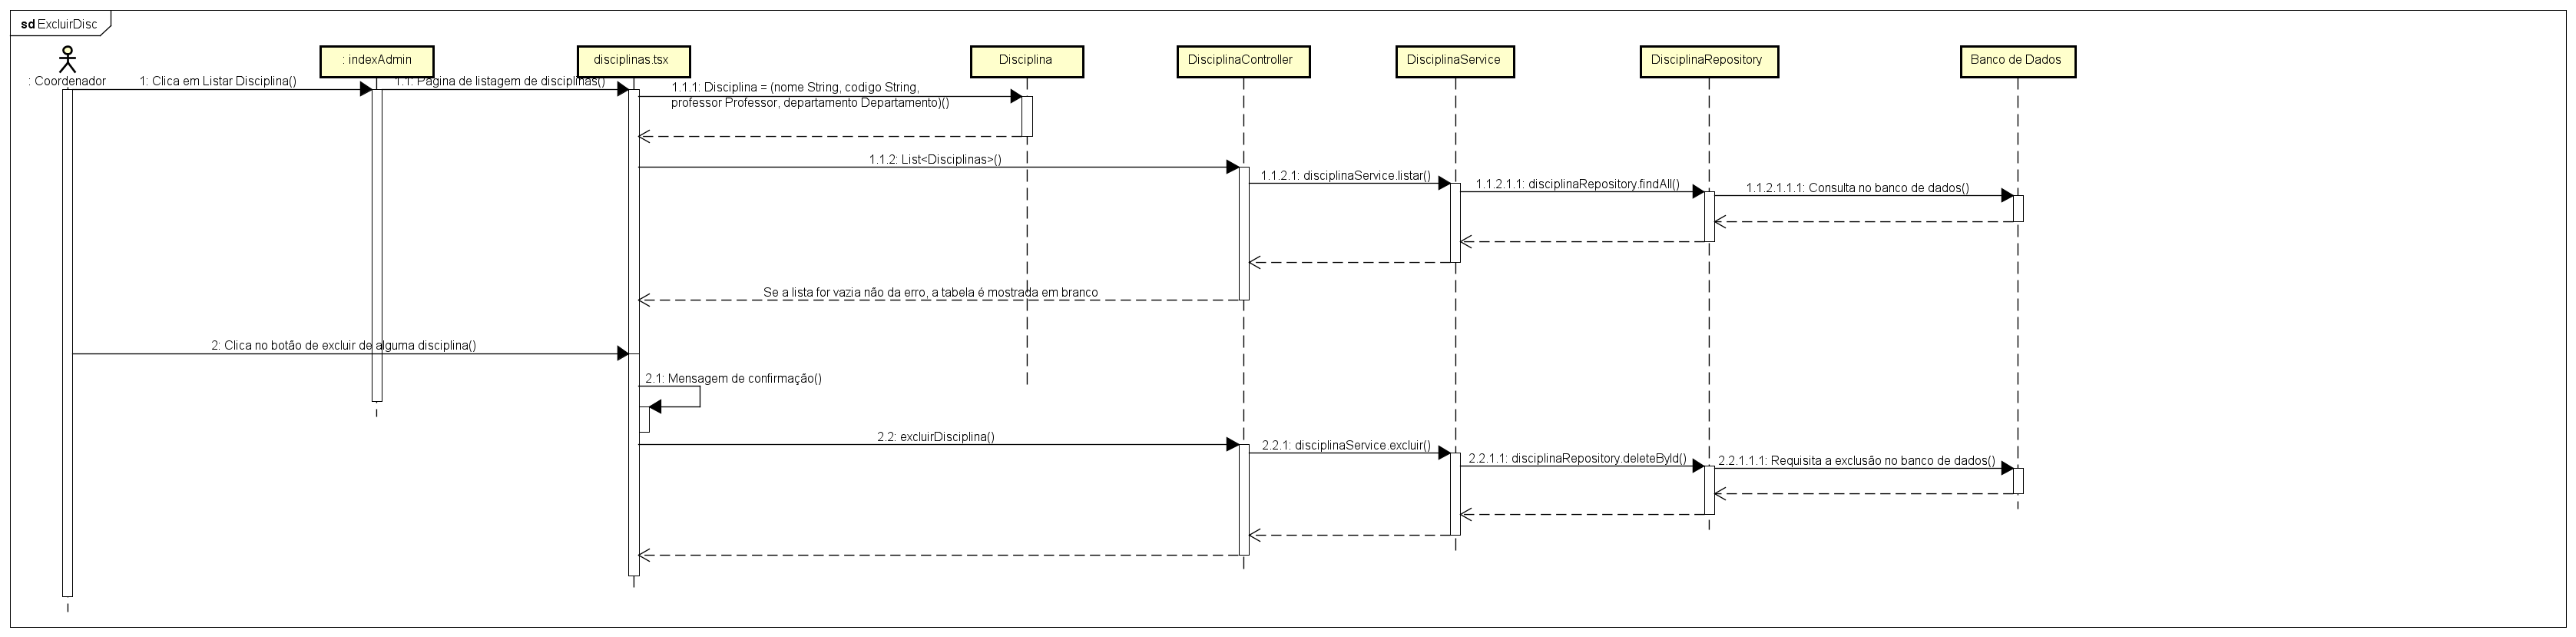 sd ExcluirDisc
: Coordenador
: indexAdmin
disciplinas.tsx
Disciplina
DisciplinaController
DisciplinaService
DisciplinaRepository
Banco de Dados
1: Clica em Listar Disciplina()
1.1: Página de listagem de disciplinas()
1.1.1: Disciplina = (nome String, codigo String,
professor Professor, departamento Departamento)()
1.1.2: List<Disciplinas>()
1.1.2.1: disciplinaService.listar()
1.1.2.1.1: disciplinaRepository.findAll()
1.1.2.1.1.1: Consulta no banco de dados()
Se a lista for vazia não da erro, a tabela é mostrada em branco
2: Clica no botão de excluir de alguma disciplina()
2.1: Mensagem de confirmação()
2.2: excluirDisciplina()
2.2.1: disciplinaService.excluir()
2.2.1.1: disciplinaRepository.deleteById()
2.2.1.1.1: Requisita a exclusão no banco de dados()